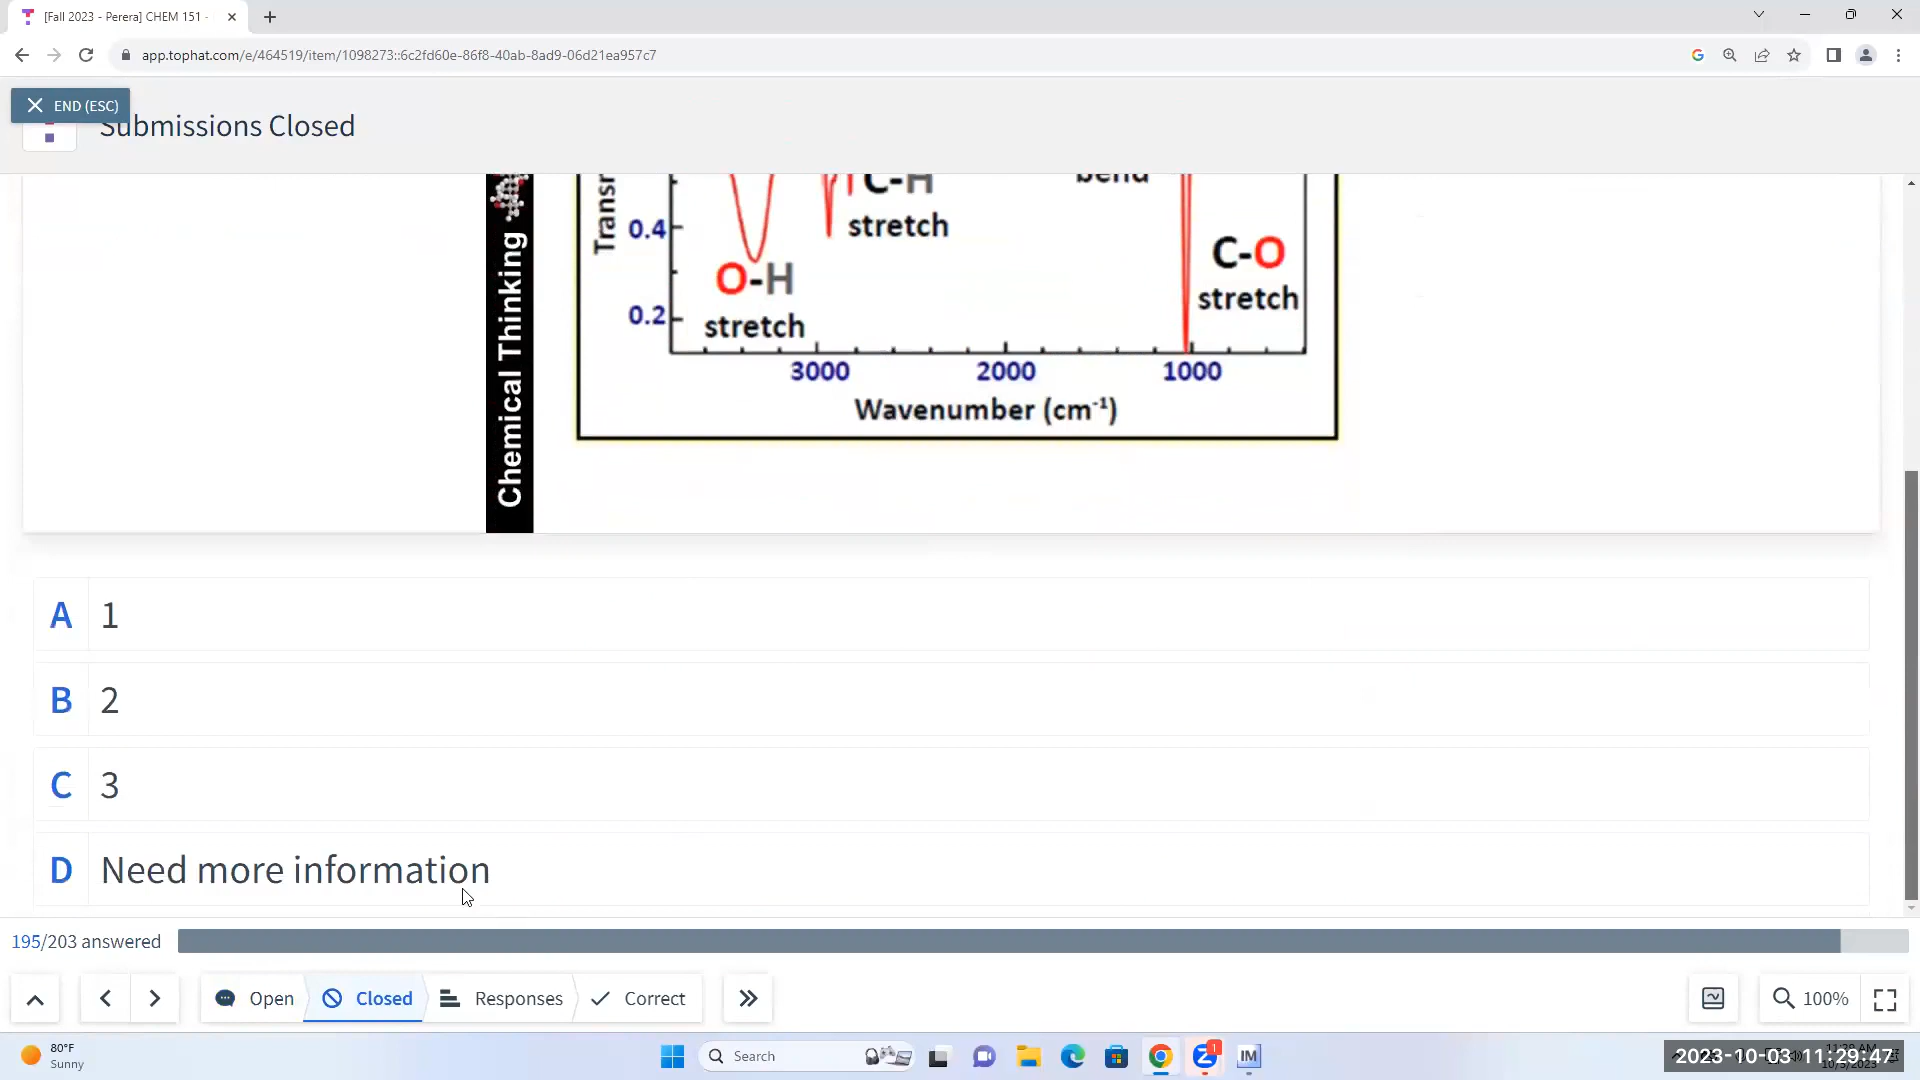 [Fall 2023 - Perera] CHEM 151 -
app.tophat.com/e/464519/item/1098273::6c2fd60e-86f8-40ab-8ad9-06d21ea957c7
END (ESC)
Submissions Closed
Chemical Thinking
Transr
C-H
stretch
bend
0.4
O-H
stretch
C-O
stretch
0.2
3000 2000 1000
Wavenumber (cm⁻¹)
A 1
B 2
C 3
D Need more information
195/203 answered
Open Closed Responses Correct
100%
80°F
Sunny
Search
1
IM
2023-10-03 11:29:47